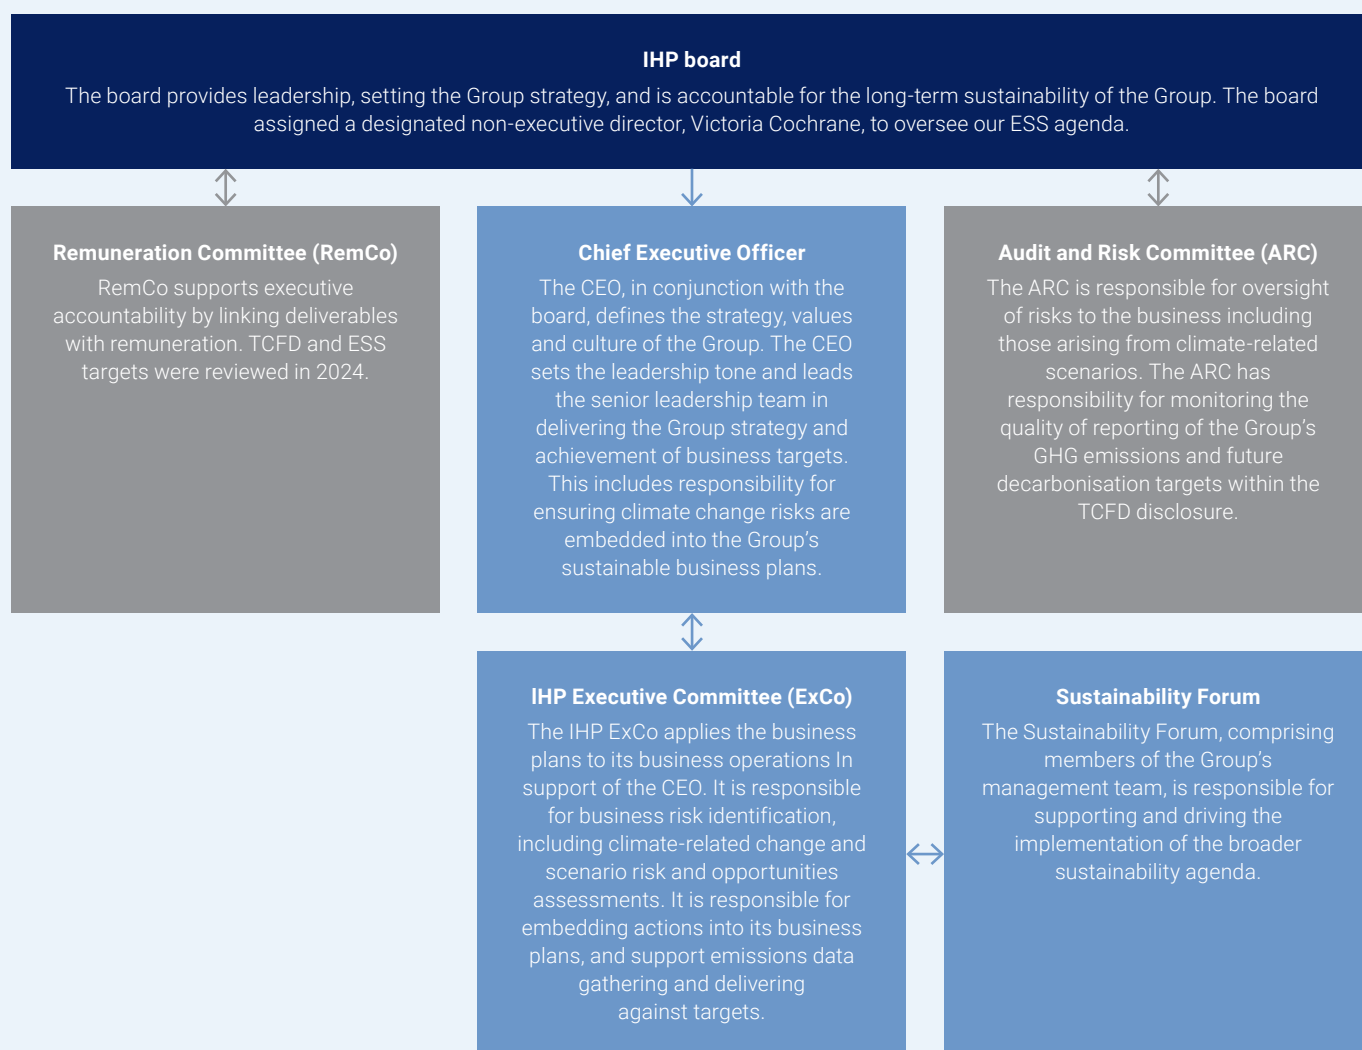 IHP board
The board provides leadership, setting the Group strategy, and is accountable for the long-term sustainability of the Group. The board
assigned a designated non-executive director, Victoria Cochrane, to oversee our ESS agenda.
Remuneration Committee (RemCo)
RemCo supports executive
accountability by linking deliverables
with remuneration. TCFD and ESS
targets were reviewed in 2024.
Chief Executive Officer
The CEO, in conjunction with the
board, defines the strategy, values
and culture of the Group. The CEO
sets the leadership tone and leads
the senior leadership team in
delivering the Group strategy and
achievement of business targets.
This includes responsibility for
ensuring climate change risks are
embedded into the Group’s
sustainable business plans.
Audit and Risk Committee (ARC)
The ARC is responsible for oversight
of risks to the business including
those arising from climate-related
scenarios. The ARC has
responsibility for monitoring the
quality of reporting of the Group’s
GHG emissions and future
decarbonisation targets within the
TCFD disclosure.
IHP Executive Committee (ExCo)
The IHP ExCo applies the business
plans to its business operations In
support of the CEO. It is responsible
for business risk identification,
including climate-related change and
scenario risk and opportunities
assessments. It is responsible for
embedding actions into its business
plans, and support emissions data
gathering and delivering
against targets.
Sustainability Forum
The Sustainability Forum, comprising
members of the Group’s
management team, is responsible for
supporting and driving the
implementation of the broader
sustainability agenda.